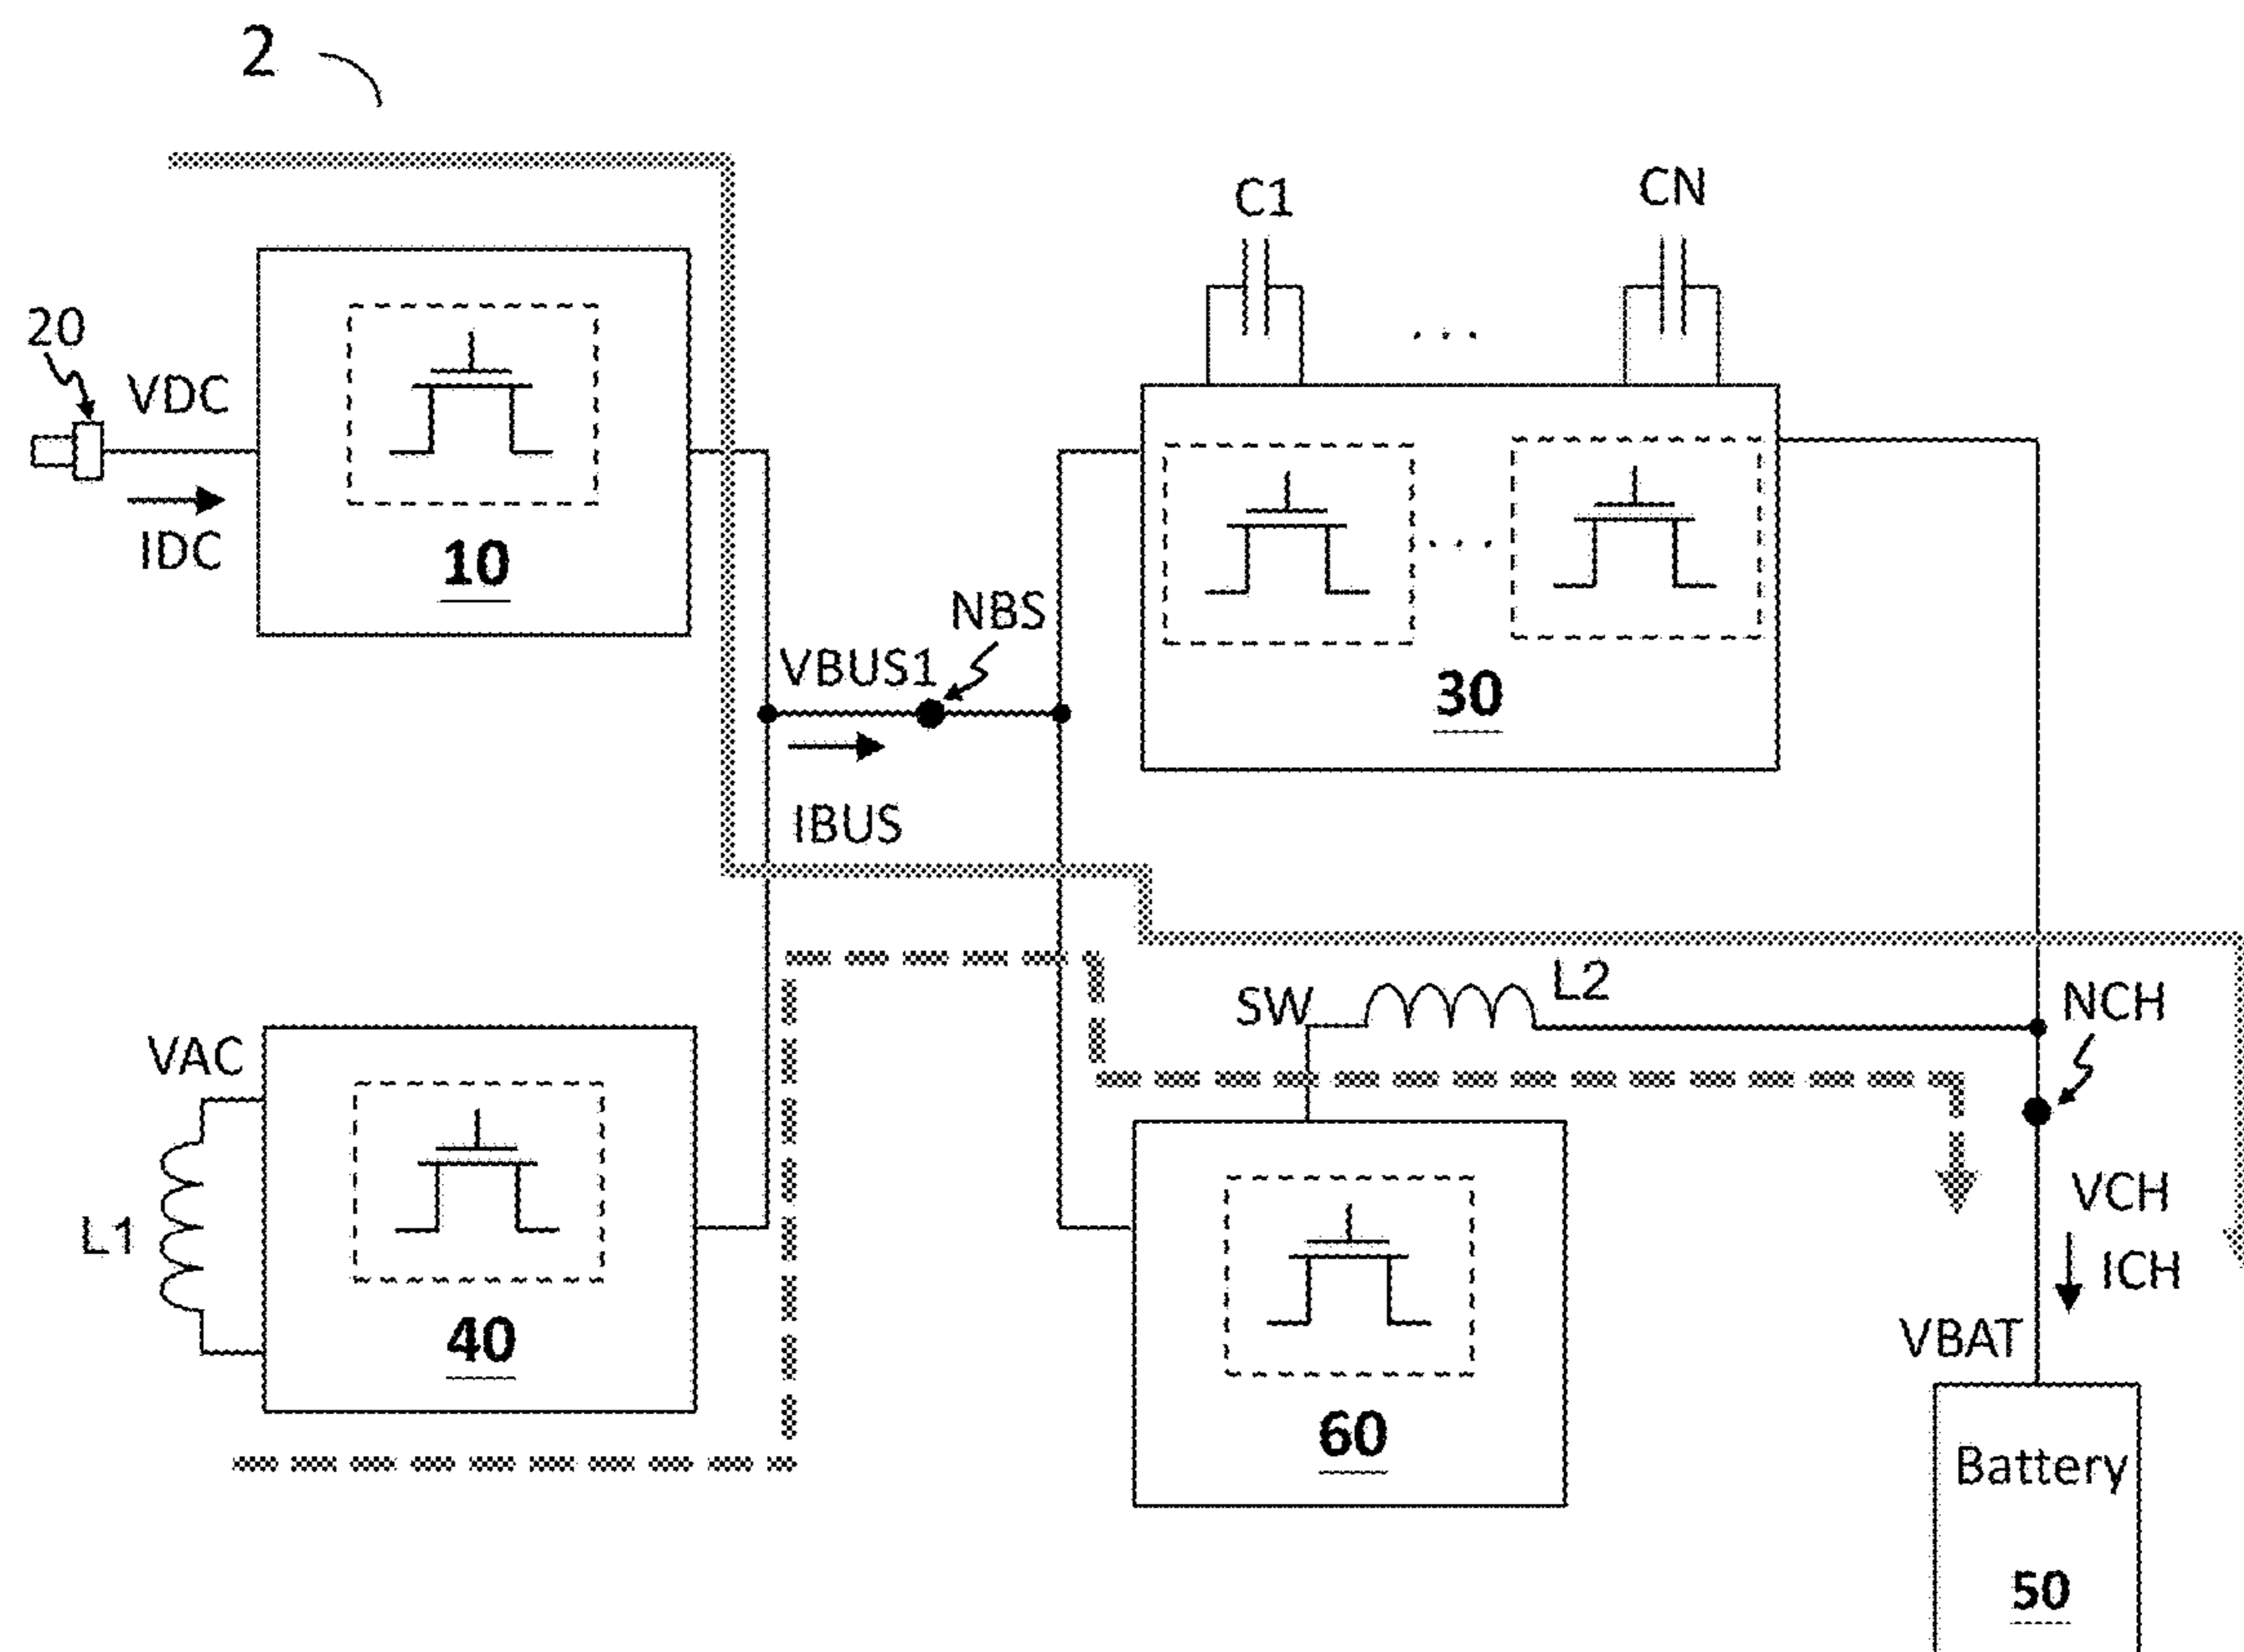 2
C1
CN
20
VDC
IDC
10
NBS
VBUS1
IBUS
30
SW
L2
NCH
VAC
L1
40
VCH
ICH
VBAT
60
Battery
50